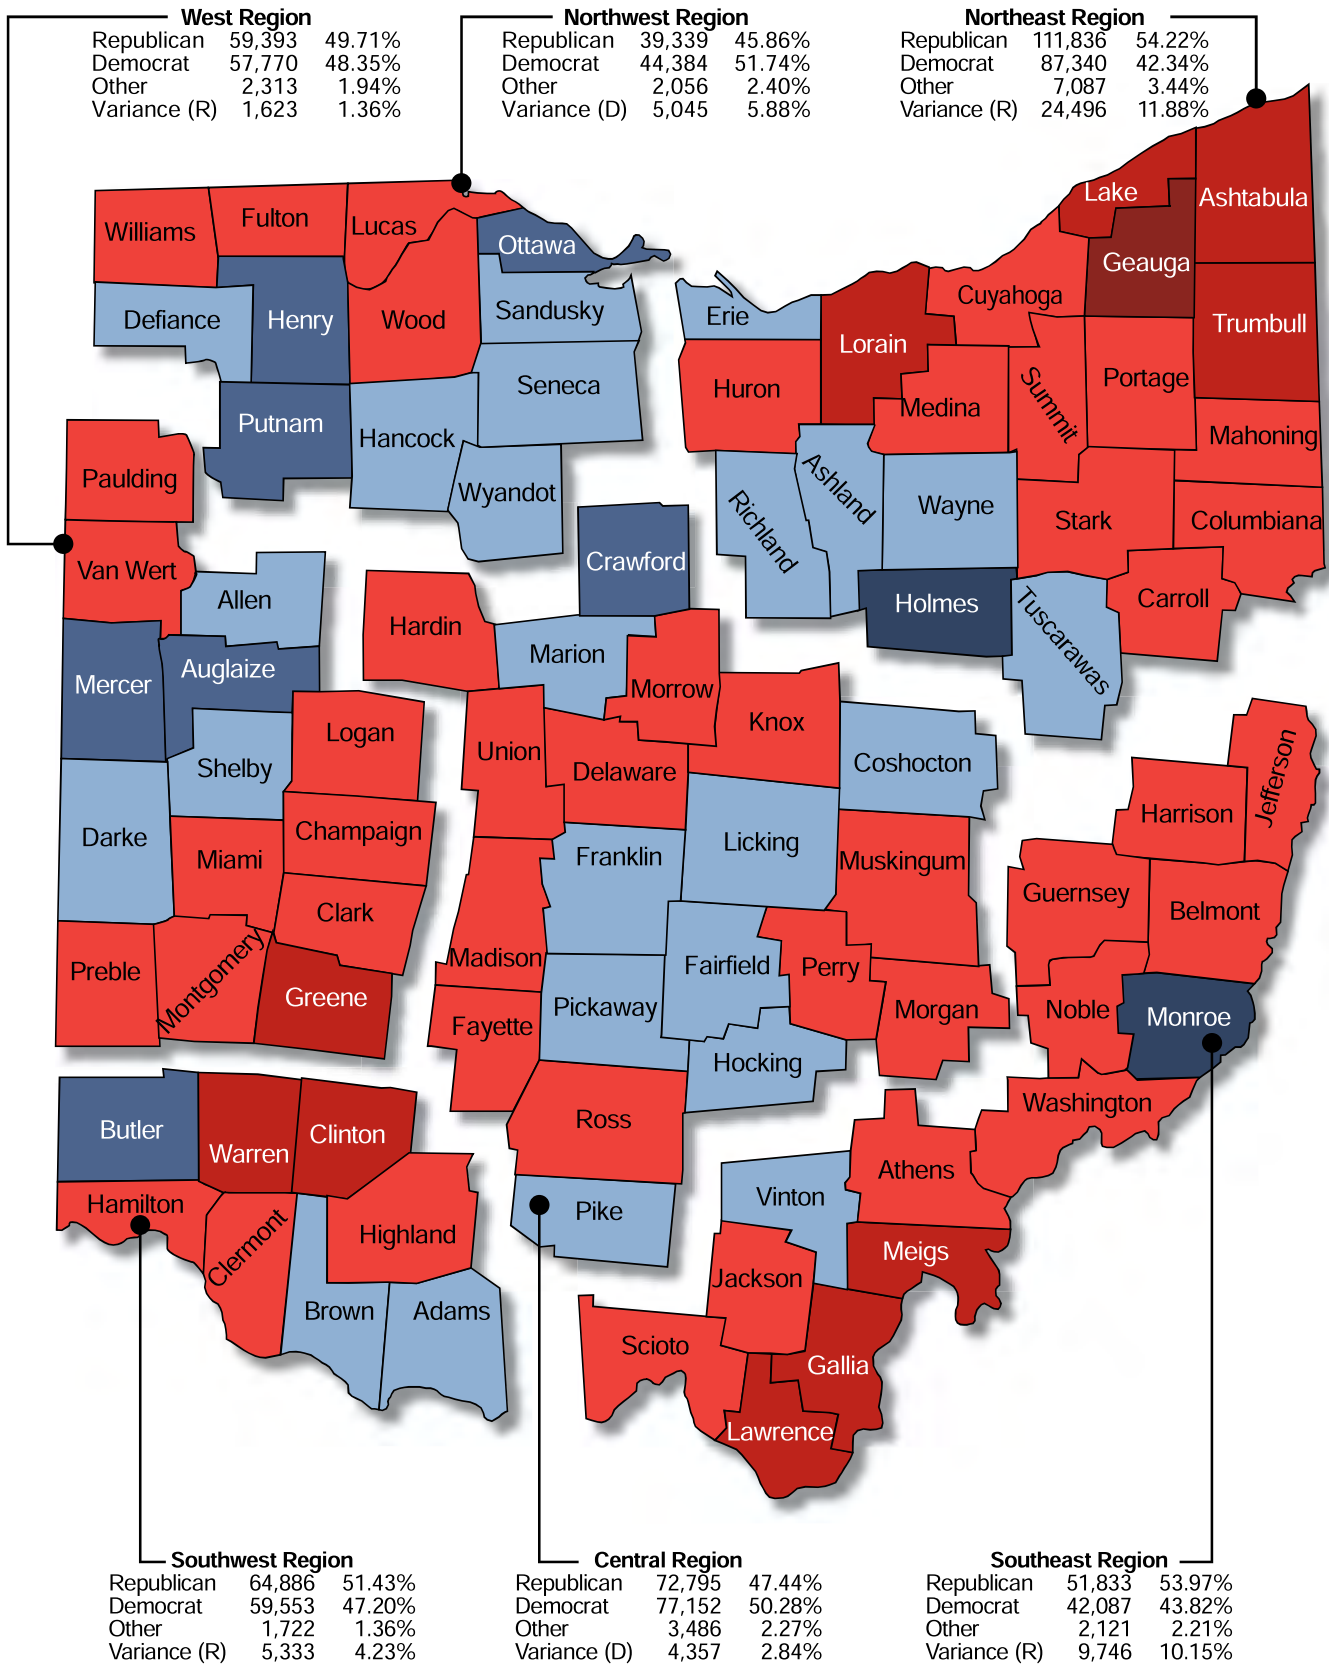 West Region
Republican 59,393 49.71%
Democrat 57,770 48.35%
Other 2,313 1.94%
Variance (R) 1,623 1.36%
Northwest Region
Republican 39,339 45.86%
Democrat 44,384 51.74%
Other 2,056 2.40%
Variance (D) 5,045 5.88%
Northeast Region
Republican 111,836 54.22%
Democrat 87,340 42.34%
Other 7,087 3.44%
Variance (R) 24,496 11.88%
Williams
Fulton
Lucas
Ottawa
Defiance
Henry
Wood
Sandusky
Seneca
Putnam
Hancock
Wyandot
Lake
Ashtabula
Geauga
Cuyahoga
Erie
Lorain
Trumbull
Huron
Medina
Summit
Portage
Mahoning
Richland
Ashland
Wayne
Stark
Columbiana
Holmes
Tuscarawas
Carroll
Paulding
Van Wert
Allen
Mercer
Auglaize
Logan
Shelby
Darke
Champaign
Miami
Clark
Preble
Montgomery
Greene
Crawford
Hardin
Marion
Morrow
Knox
Union
Delaware
Coshocton
Franklin
Licking
Muskingum
Madison
Fairfield
Perry
Pickaway
Morgan
Fayette
Hocking
Ross
Pike
Jefferson
Harrison
Guernsey
Belmont
Noble
Monroe
Washington
Athens
Vinton
Meigs
Jackson
Scioto
Gallia
Lawrence
Butler
Warren
Clinton
Hamilton
Clermont
Highland
Brown
Adams
Southwest Region
Republican 64,886 51.43%
Democrat 59,553 47.20%
Other 1,722 1.36%
Variance (R) 5,333 4.23%
Central Region
Republican 72,795 47.44%
Democrat 77,152 50.28%
Other 3,486 2.27%
Variance (D) 4,357 2.84%
Southeast Region
Republican 51,833 53.97%
Democrat 42,087 43.82%
Other 2,121 2.21%
Variance (R) 9,746 10.15%